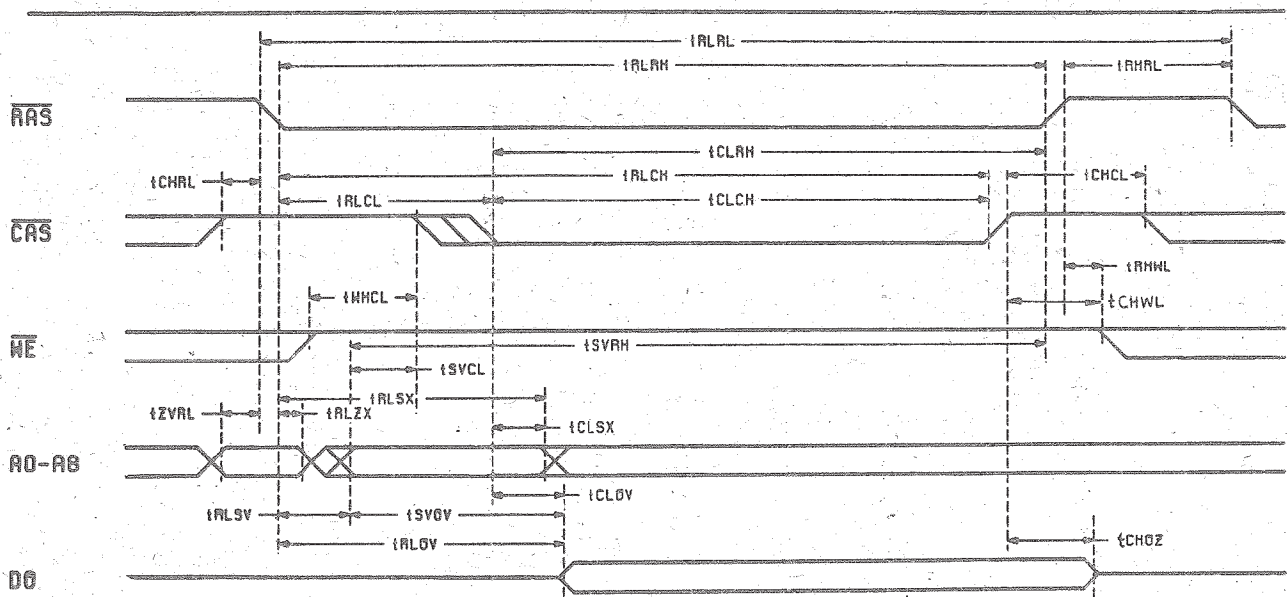 tRLRL
tRLRH
tRHRL
RAS
tCLRH
tCHRL
tRLCH
tCHCL
tRLCL
tCLCH
CAS
tRHWL
tWHCL
tCHWL
WE
tSVRH
tSVCL
tRLSX
tZVRL
tRLZX
tCLSX
A0-A8
tCLQV
tRLSV
tSVQV
tRLQV
tCHQZ
DQ